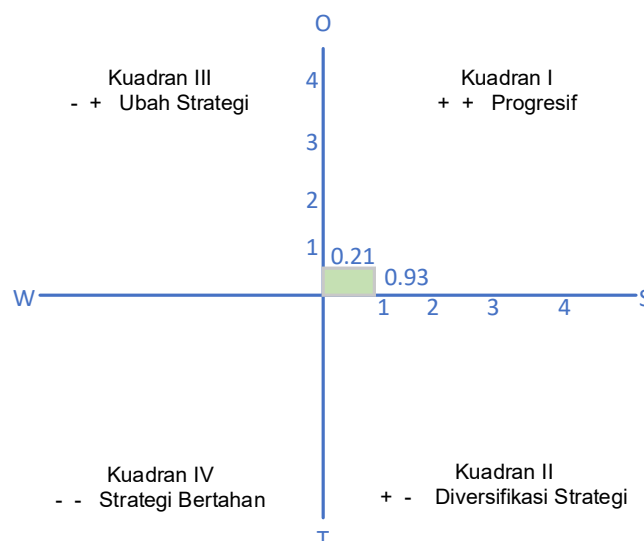 O
Kuadran III
- + Ubah Strategi
Kuadran I
+ + Progresif
4
3
2
1
0.21
0.93
W
S
1 2 3 4
Kuadran IV
- - Strategi Bertahan
Kuadran II
+ - Diversifikasi Strategi
T